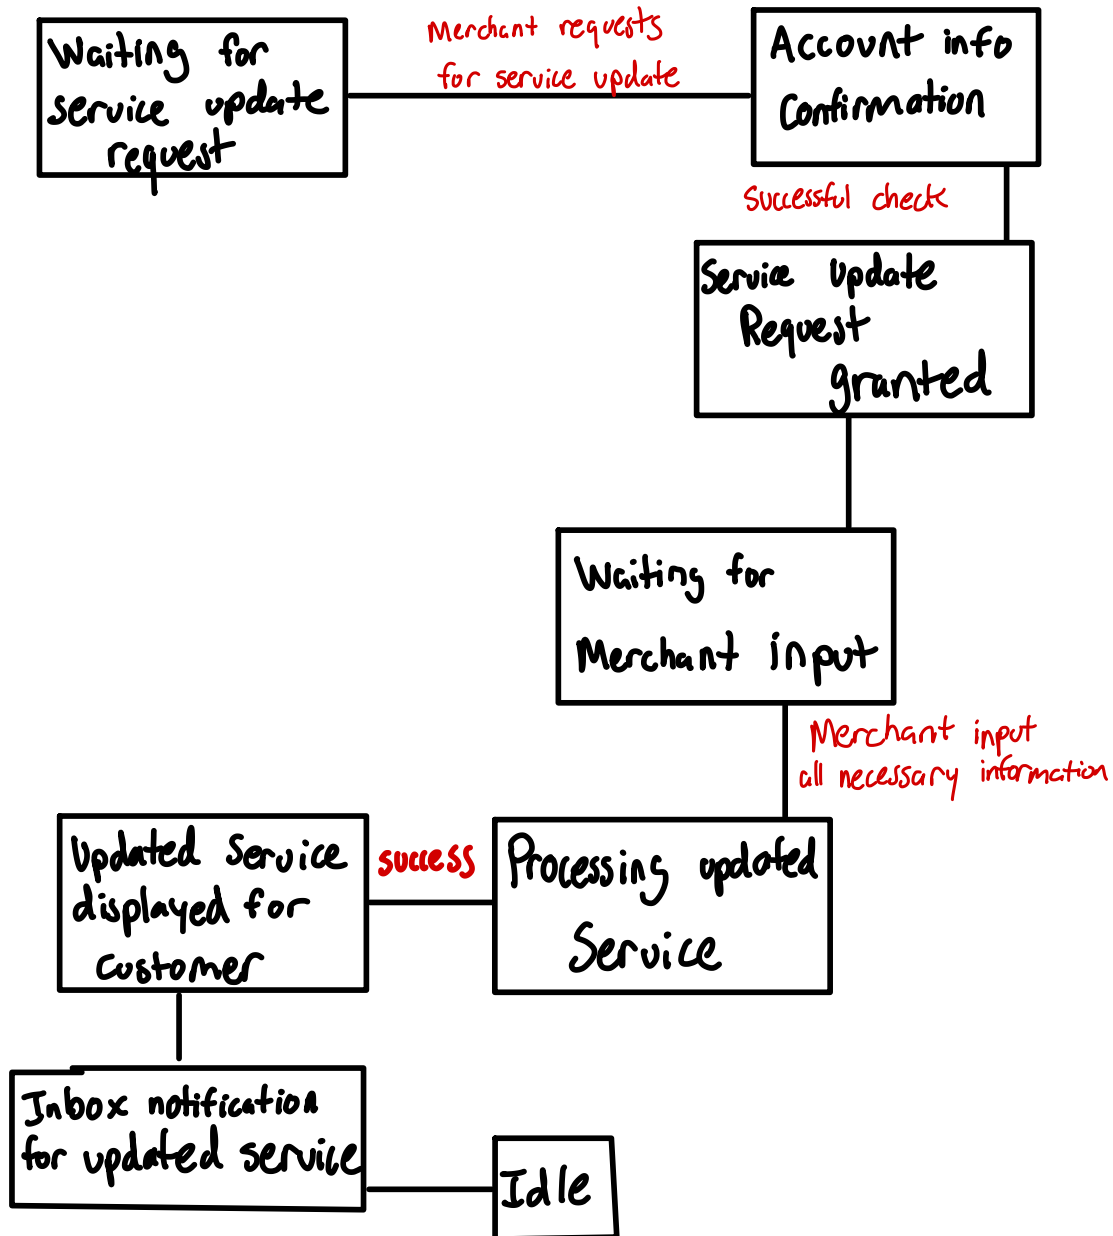 Waiting for
service update
request
Merchant requests
for service update
Account info
Confirmation
Successful check
Service Update
Request
granted
Waiting for
Merchant input
Merchant input
all necessary information
Processing updated
Service
success
Updated Service
displayed for
customer
Inbox notification
for updated service
Idle